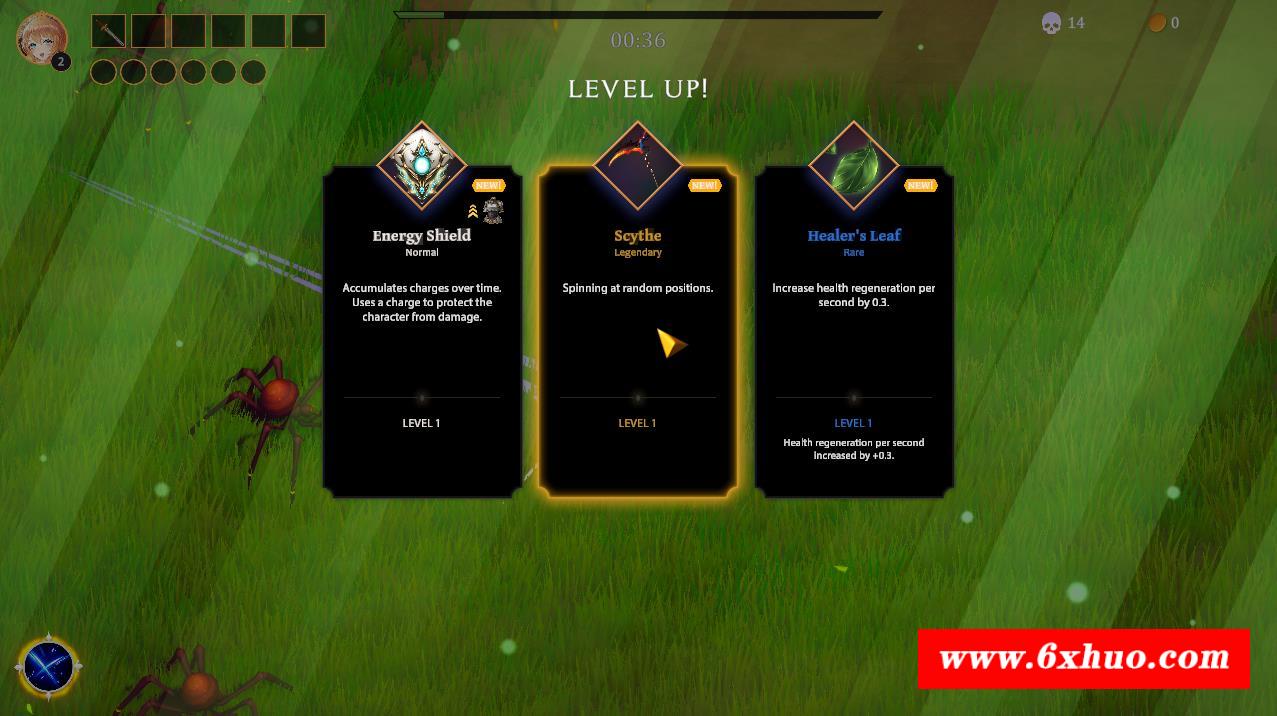 2
00:36
14
0
LEVEL UP!
NEW!
Energy Shield
Normal
Accumulates charges over time.
Uses a charge to protect the
character from damage.
LEVEL 1
NEW!
Scythe
Legendary
Spinning at random positions.
LEVEL 1
NEW!
Healer's Leaf
Rare
Increase health regeneration per
second by 0.3.
LEVEL 1
Health regeneration per second
increased by +0.3.
www.6xhuo.com